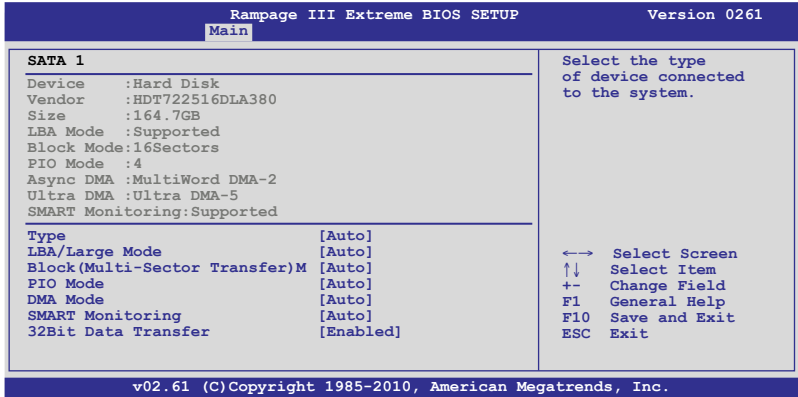 Rampage III Extreme BIOS SETUP Version 0261
Main
SATA 1
Device :Hard Disk
Vendor :HDT722516DLA380
Size :164.7GB
LBA Mode :Supported
Block Mode:16Sectors
PIO Mode :4
Async DMA :MultiWord DMA-2
Ultra DMA :Ultra DMA-5
SMART Monitoring:Supported
Type [Auto]
LBA/Large Mode [Auto]
Block(Multi-Sector Transfer)M [Auto]
PIO Mode [Auto]
DMA Mode [Auto]
SMART Monitoring [Auto]
32Bit Data Transfer [Enabled]
Select the type
of device connected
to the system.
←→ Select Screen
↑↓ Select Item
+- Change Field
F1 General Help
F10 Save and Exit
ESC Exit
v02.61 (C)Copyright 1985-2010, American Megatrends, Inc.